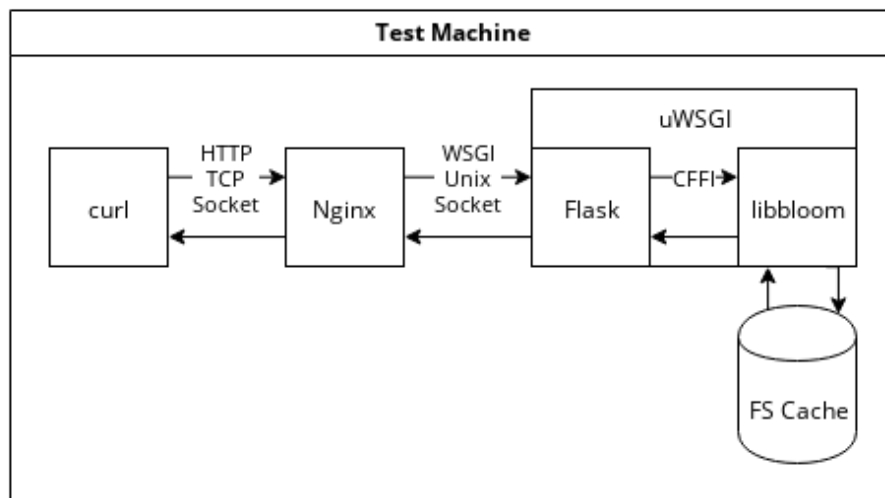 Test Machine
uWSGI
HTTP
TCP
Socket
WSGI
Unix
Socket
CFFI
curl
Nginx
Flask
libbloom
FS Cache